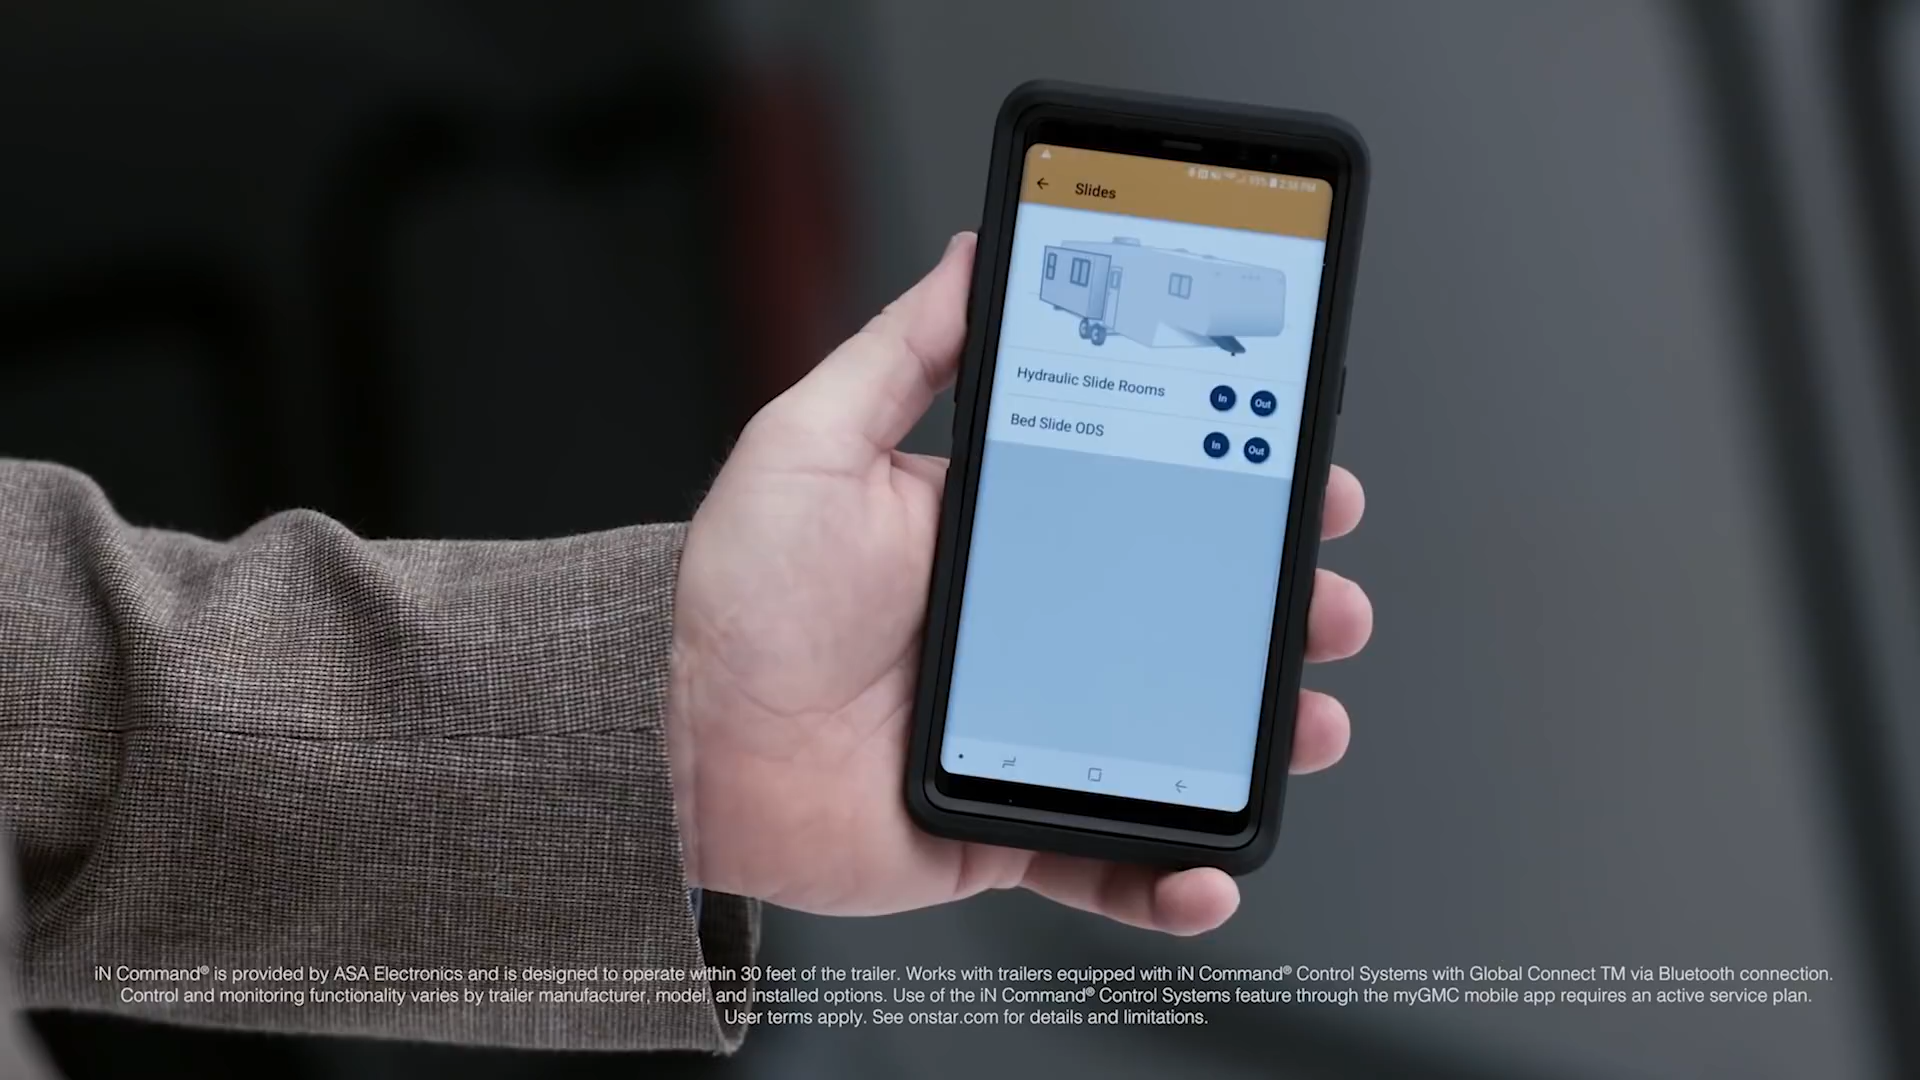 Slides
Hydraulic Slide Rooms In Out
Bed Slide ODS In Out
iN Command® is provided by ASA Electronics and is designed to operate within 30 feet of the trailer. Works with trailers equipped with iN Command® Control Systems with Global Connect TM via Bluetooth connection.
Control and monitoring functionality varies by trailer manufacturer, model, and installed options. Use of the iN Command® Control Systems feature through the myGMC mobile app requires an active service plan.
User terms apply. See onstar.com for details and limitations.